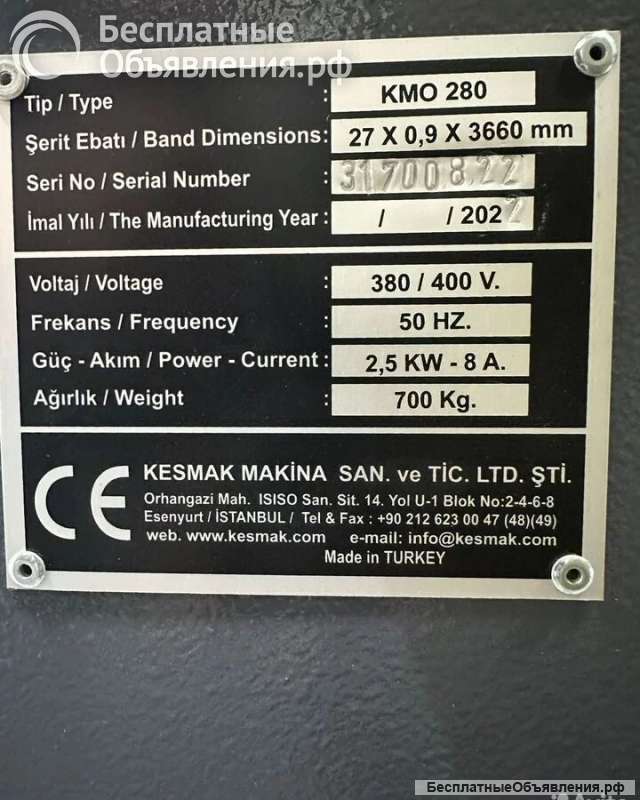 Бесплатные
Объявления.рф
Tip / Type : KMO 280
Şerit Ebatı / Band Dimensions: 27 X 0,9 X 3660 mm
Seri No / Serial Number : 317008.22
İmal Yılı / The Manufacturing Year : / / 2022
Voltaj / Voltage : 380 / 400 V.
Frekans / Frequency : 50 HZ.
Güç - Akım / Power - Current : 2,5 KW - 8 A.
Ağırlık / Weight : 700 Kg.
CE
KESMAK MAKİNA SAN. ve TİC. LTD. ŞTİ.
Orhangazi Mah. ISISO San. Sit. 14. Yol U-1 Blok No:2-4-6-8
Esenyurt / İSTANBUL / Tel & Fax : +90 212 623 00 47 (48)(49)
web. www.kesmak.com e-mail: info@kesmak.com
Made in TURKEY
БесплатныеОбъявления.рф